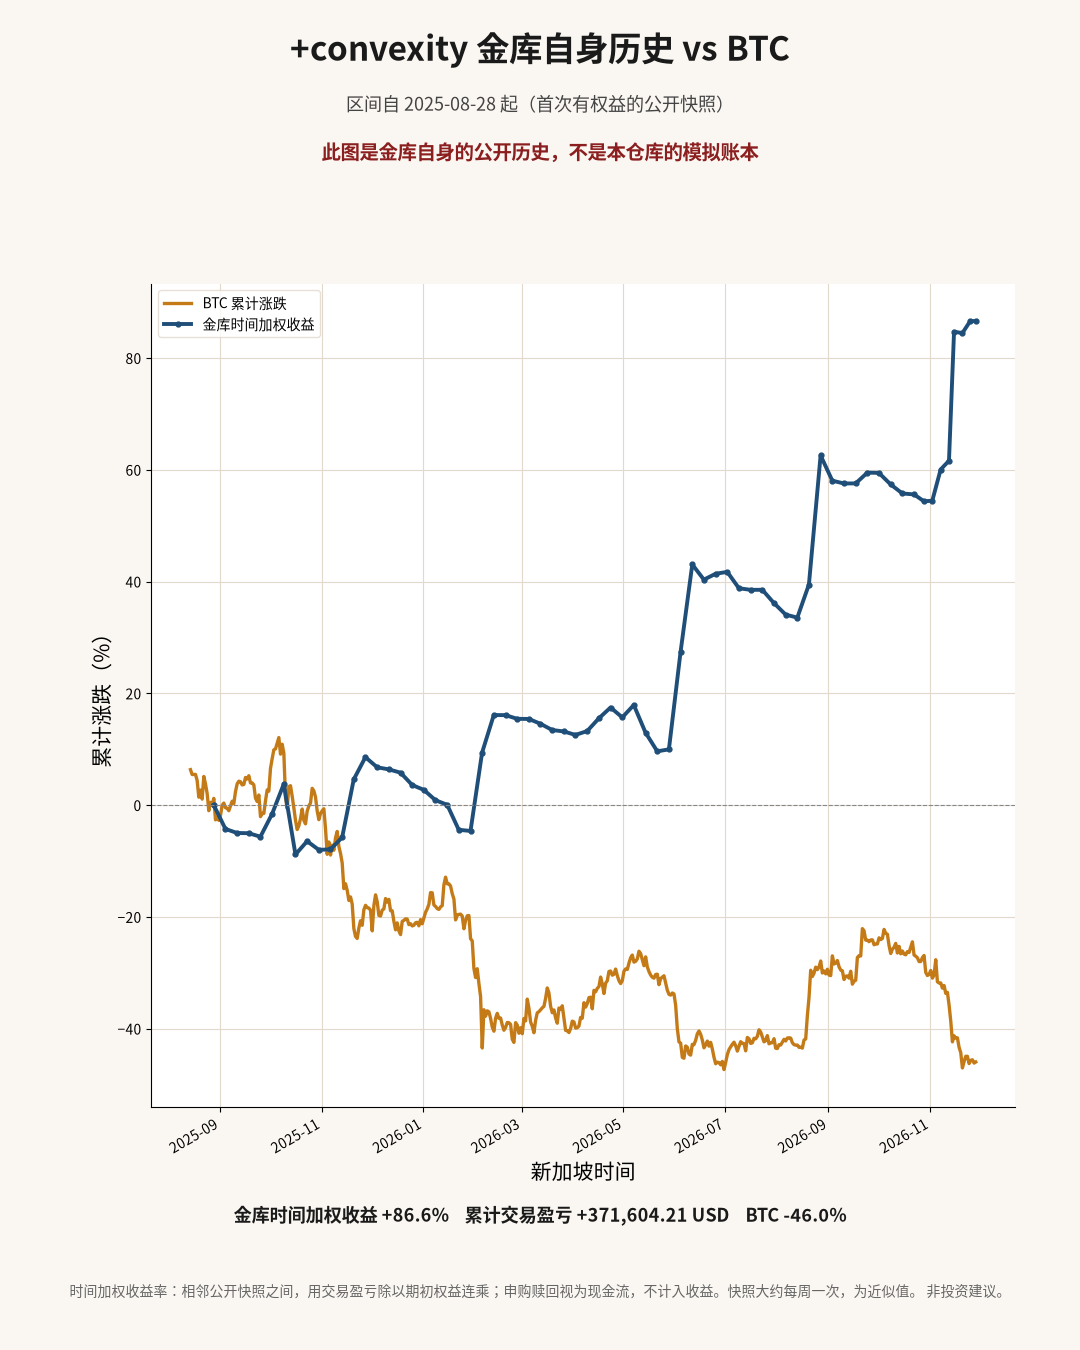 +convexity 金库自身历史 vs BTC
区间自 2025-08-28 起（首次有权益的公开快照）
此图是金库自身的公开历史，不是本仓库的模拟账本
BTC 累计涨跌
金库时间加权收益
80
60
40
20
0
−20
−40
累计涨跌（%）
2025-09
2025-11
2026-01
2026-03
2026-05
2026-07
2026-09
2026-11
新加坡时间
金库时间加权收益 +86.6% 累计交易盈亏 +371,604.21 USD BTC -46.0%
时间加权收益率：相邻公开快照之间，用交易盈亏除以期初权益连乘；申购赎回视为现金流，不计入收益。快照大约每周一次，为近似值。 非投资建议。